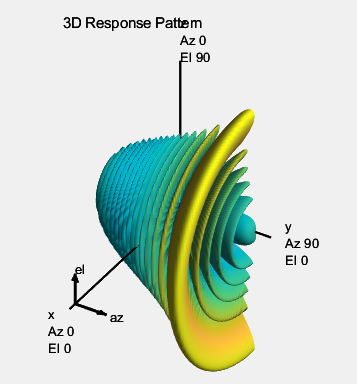 3D Response Pattern
z
Az 0
El 90
y
Az 90
El 0
el
az
x
Az 0
El 0